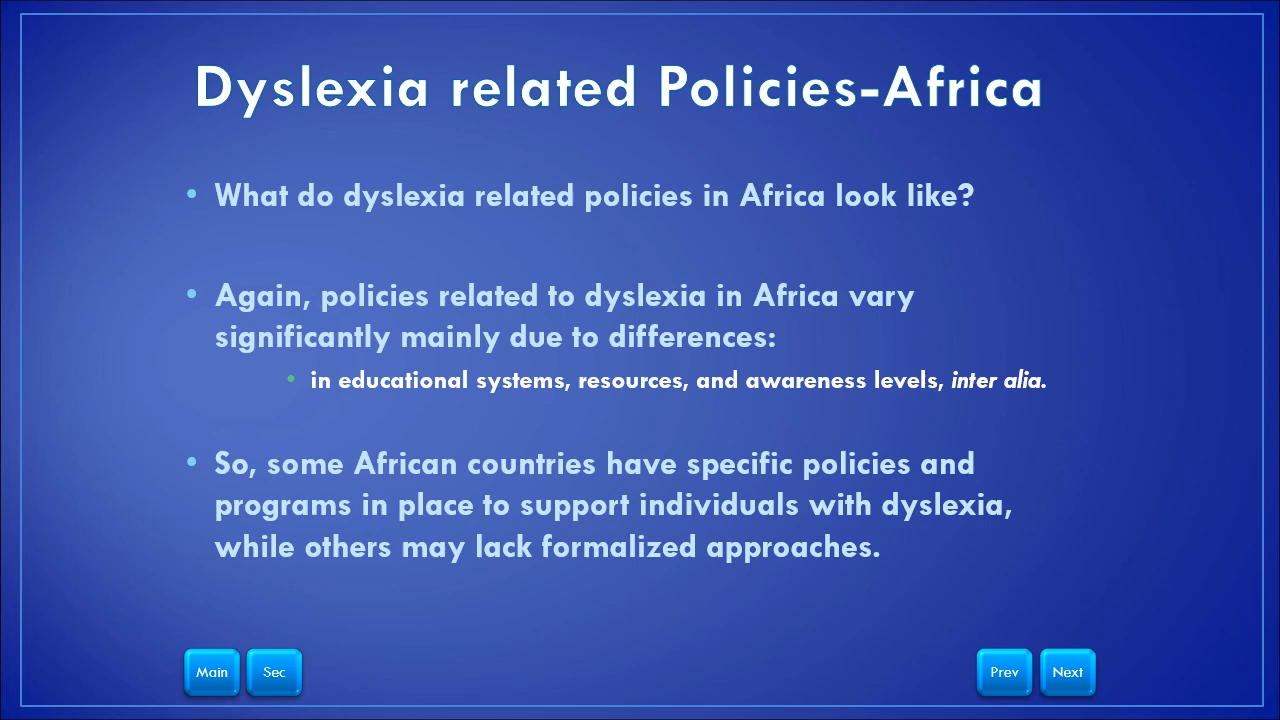 Dyslexia related Policies-Africa
• What do dyslexia related policies in Africa look like?
• Again, policies related to dyslexia in Africa vary
significantly mainly due to differences:
• in educational systems, resources, and awareness levels, inter alia.
• So, some African countries have specific policies and
programs in place to support individuals with dyslexia,
while others may lack formalized approaches.
Main Sec Prev Next